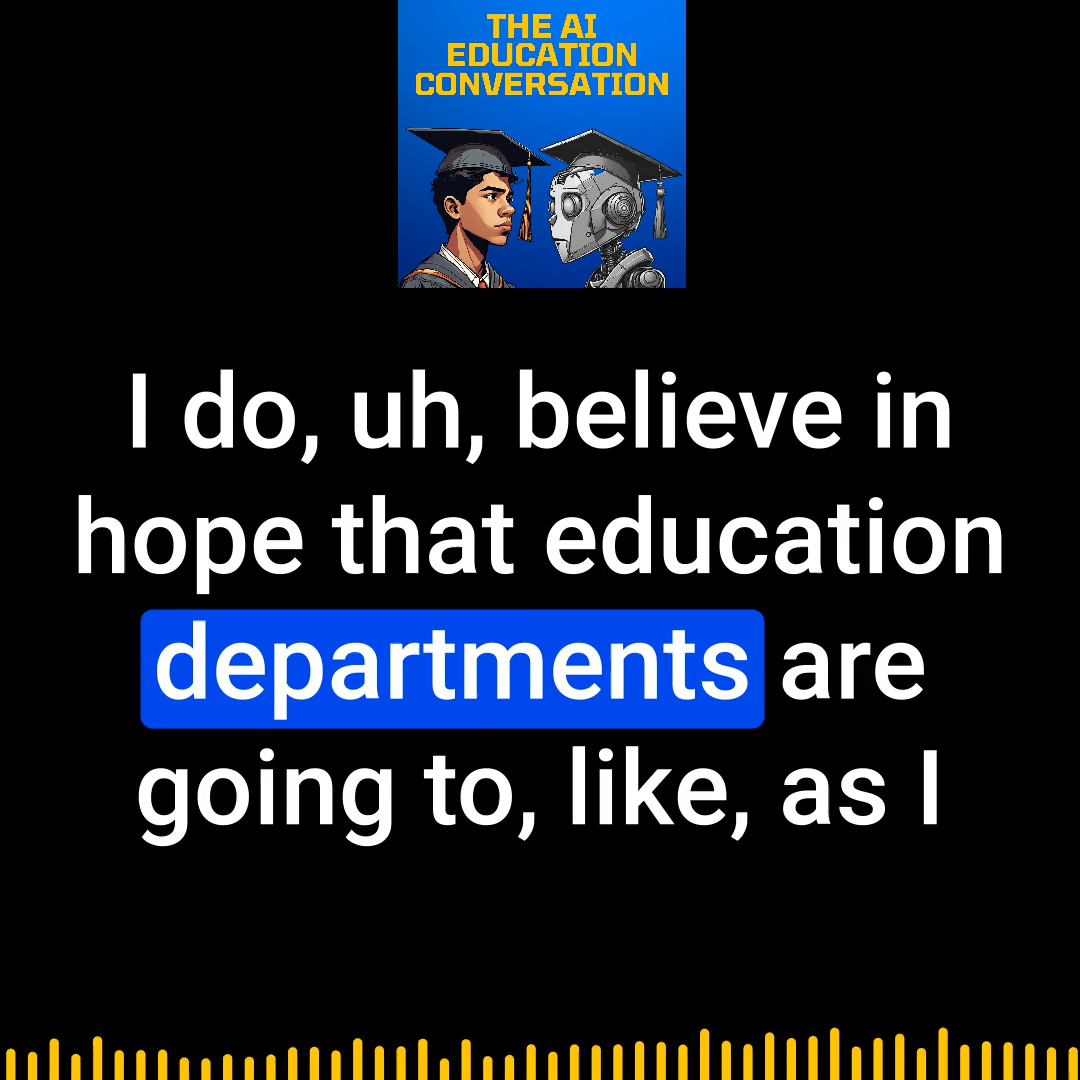 THE AI
EDUCATION
CONVERSATION
I do, uh, believe in
hope that education
departments are
going to, like, as I